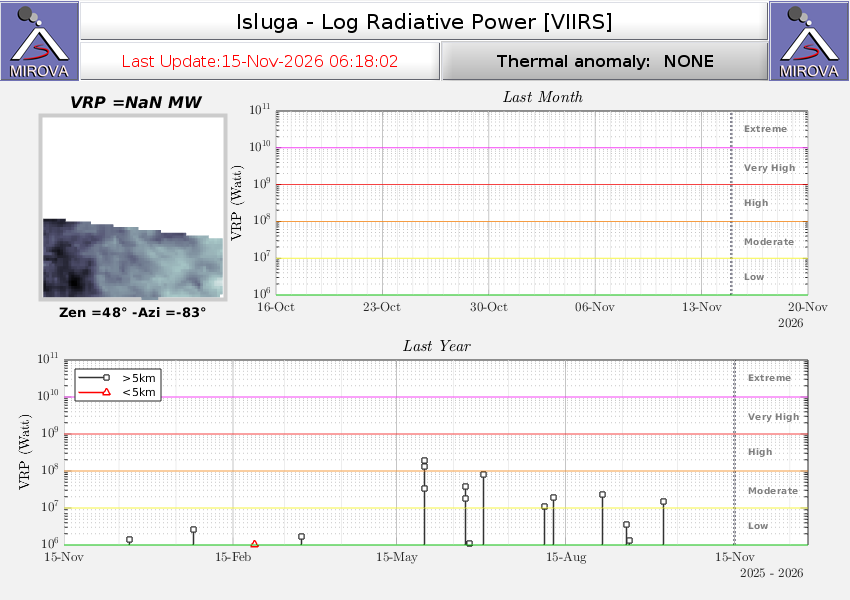 Isluga - Log Radiative Power [VIIRS]
MIROVA
Last Update:15-Nov-2026 06:18:02
Thermal anomaly: NONE
MIROVA
VRP =NaN MW
Zen =48° -Azi =-83°
Last Month
VRP (Watt)
10¹¹
10¹⁰
10⁹
10⁸
10⁷
10⁶
Extreme
Very High
High
Moderate
Low
16-Oct
23-Oct
30-Oct
06-Nov
13-Nov
20-Nov
2026
Last Year
VRP (Watt)
10¹¹
10¹⁰
10⁹
10⁸
10⁷
10⁶
>5km
<5km
Extreme
Very High
High
Moderate
Low
15-Nov
15-Feb
15-May
15-Aug
15-Nov
2025 - 2026